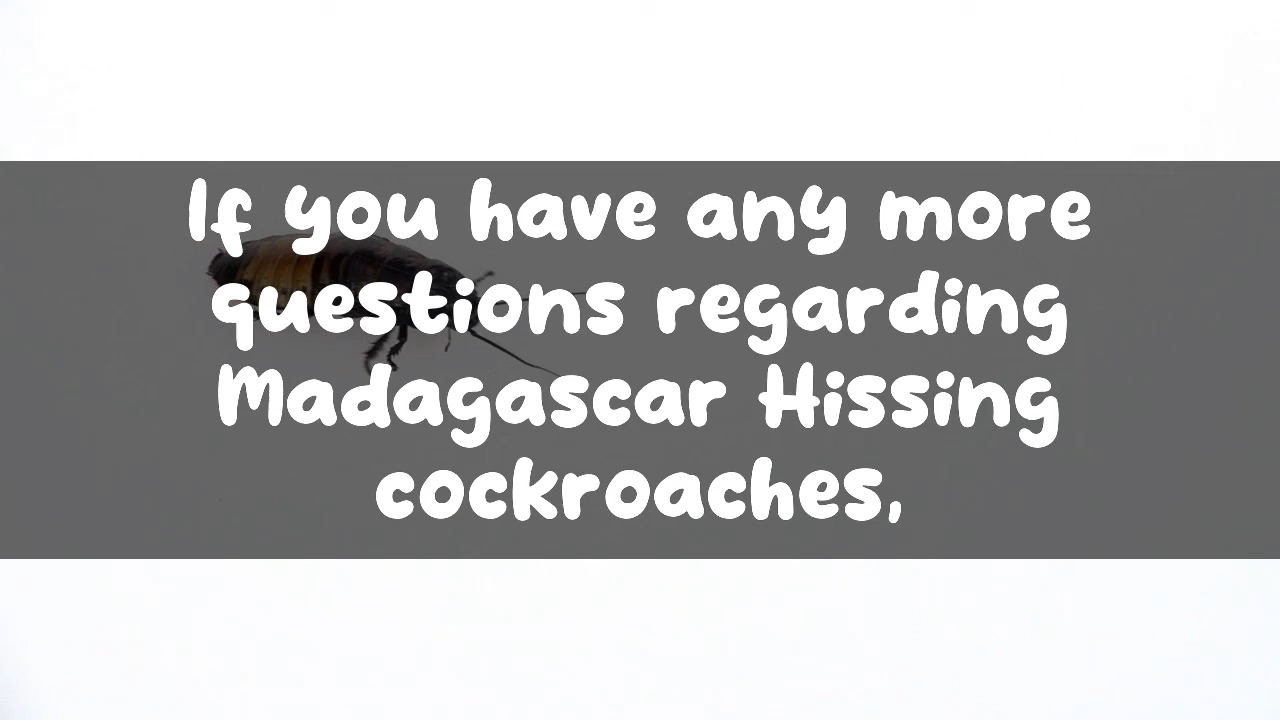 If you have any more
questions regarding
Madagascar Hissing
cockroaches,